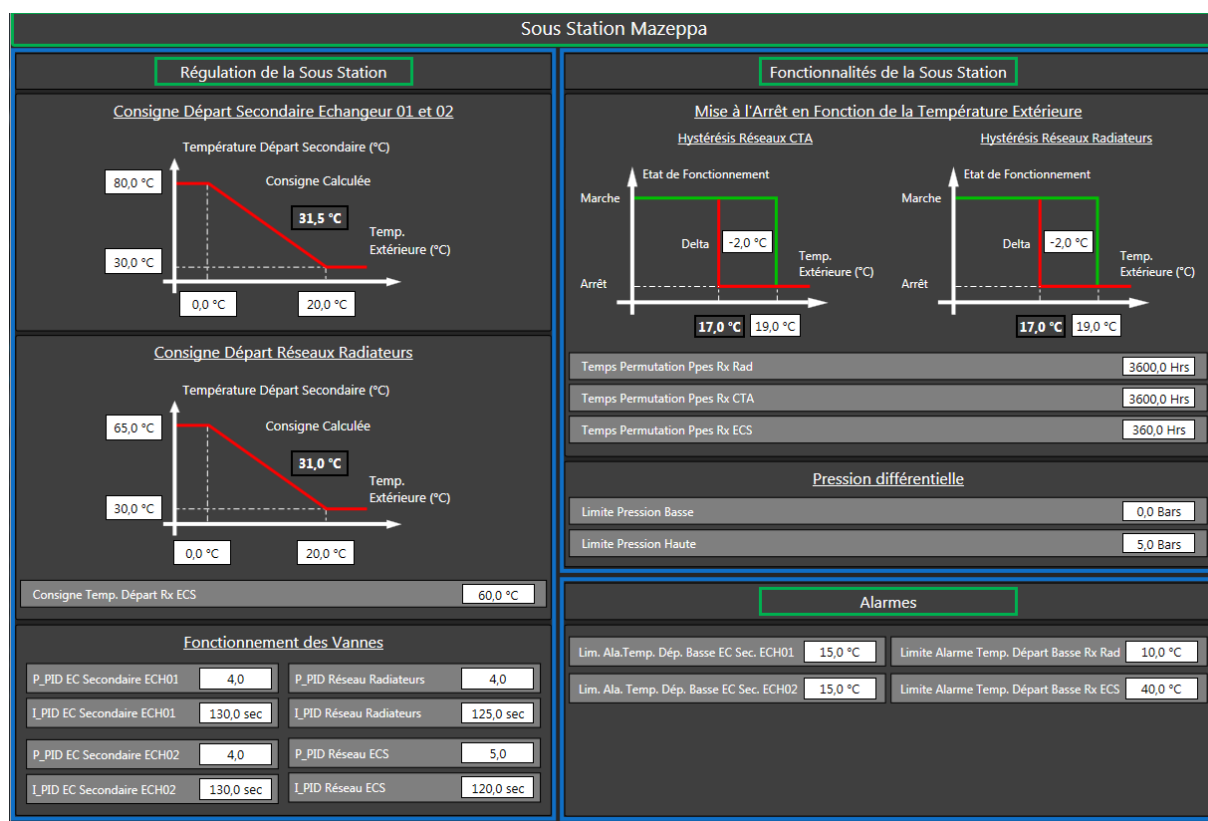 Sous Station Mazeppa
Régulation de la Sous Station
Consigne Départ Secondaire Echangeur 01 et 02
Température Départ Secondaire (°C)
80,0 °C
Consigne Calculée
31,5 °C
Temp.
Extérieure (°C)
30,0 °C
0,0 °C
20,0 °C
Consigne Départ Réseaux Radiateurs
Température Départ Secondaire (°C)
65,0 °C
Consigne Calculée
31,0 °C
Temp.
Extérieure (°C)
30,0 °C
0,0 °C
20,0 °C
Consigne Temp. Départ Rx ECS
60,0 °C
Fonctionnement des Vannes
P_PID EC Secondaire ECH01
4,0
P_PID Réseau Radiateurs
4,0
I_PID EC Secondaire ECH01
130,0 sec
I_PID Réseau Radiateurs
125,0 sec
P_PID EC Secondaire ECH02
4,0
P_PID Réseau ECS
5,0
I_PID EC Secondaire ECH02
130,0 sec
I_PID Réseau ECS
120,0 sec
Fonctionnalités de la Sous Station
Mise à l'Arrêt en Fonction de la Température Extérieure
Hystérésis Réseaux CTA
Etat de Fonctionnement
Marche
Delta
-2,0 °C
Temp.
Extérieure (°C)
Arrêt
17,0 °C
19,0 °C
Hystérésis Réseaux Radiateurs
Etat de Fonctionnement
Marche
Delta
-2,0 °C
Temp.
Extérieure (°C)
Arrêt
17,0 °C
19,0 °C
Temps Permutation Ppes Rx Rad
3600,0 Hrs
Temps Permutation Ppes Rx CTA
3600,0 Hrs
Temps Permutation Ppes Rx ECS
360,0 Hrs
Pression différentielle
Limite Pression Basse
0,0 Bars
Limite Pression Haute
5,0 Bars
Alarmes
Lim. Ala.Temp. Dép. Basse EC Sec. ECH01
15,0 °C
Limite Alarme Temp. Départ Basse Rx Rad
10,0 °C
Lim. Ala. Temp. Dép. Basse EC Sec. ECH02
15,0 °C
Limite Alarme Temp. Départ Basse Rx ECS
40,0 °C